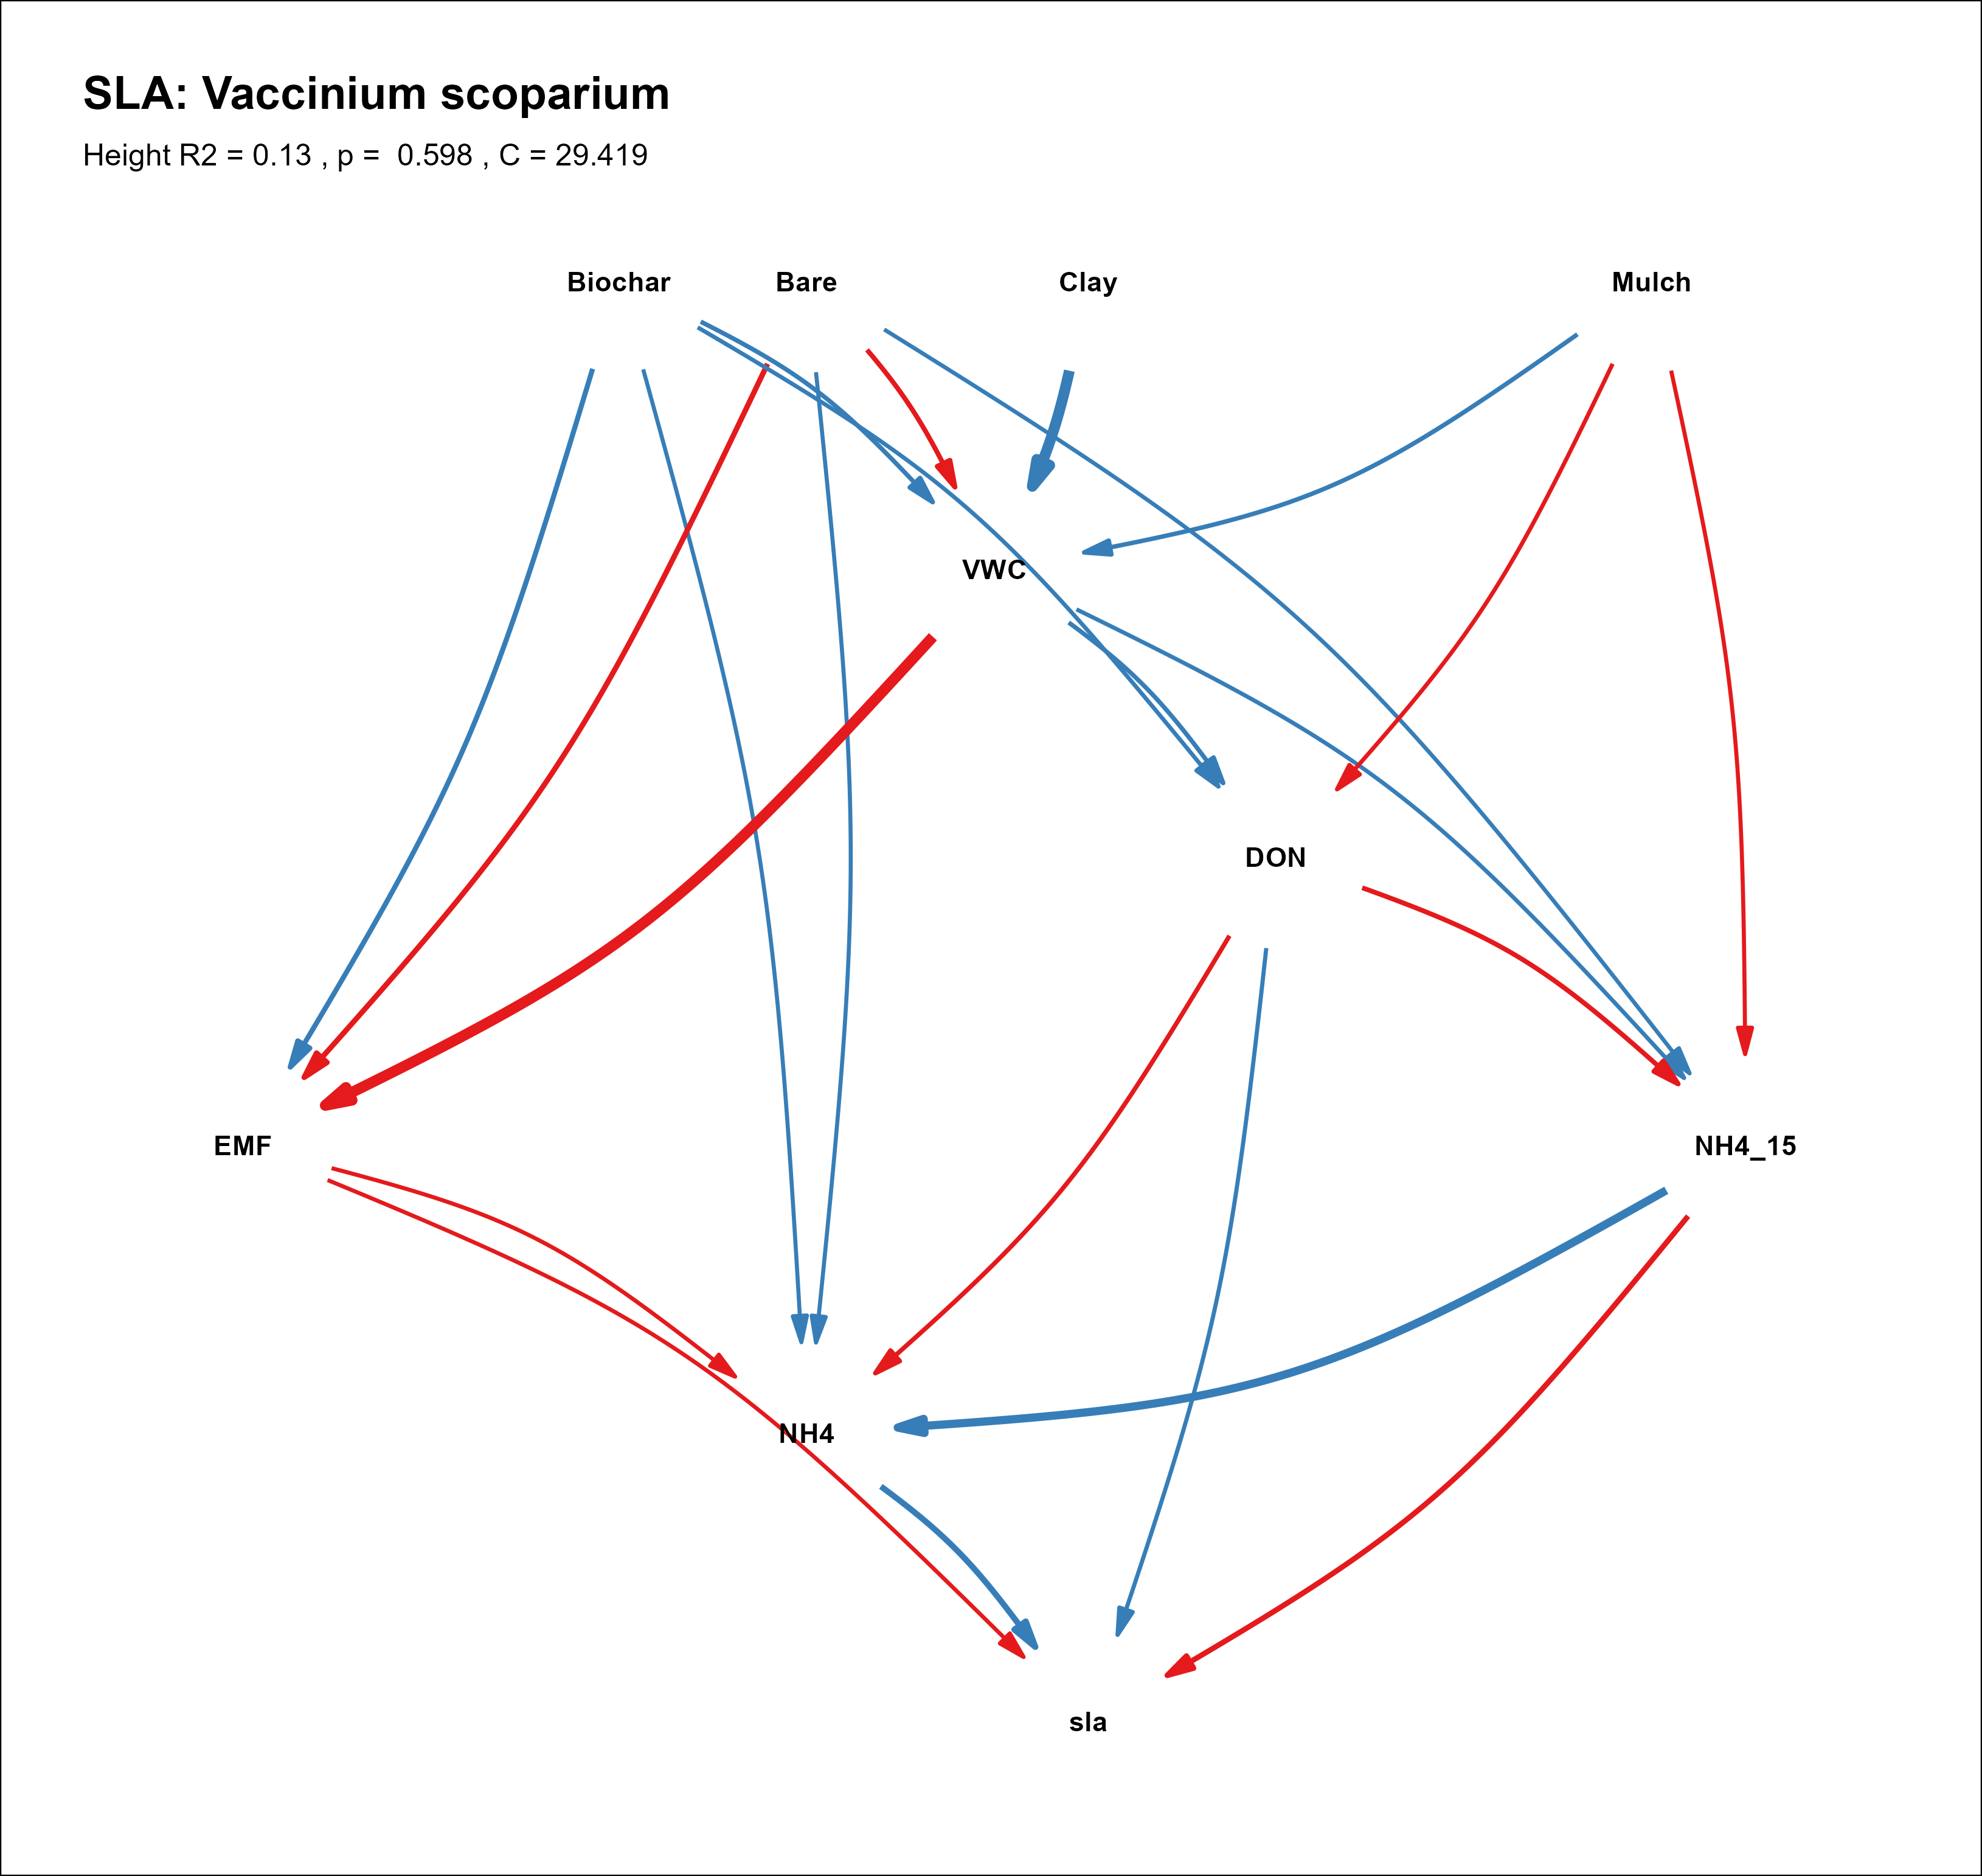 SLA: Vaccinium scoparium
Height R2 = 0.13 , p =  0.598 , C = 29.419
Biochar Bare Clay Mulch
VWC
DON
EMF NH4_15
NH4
sla